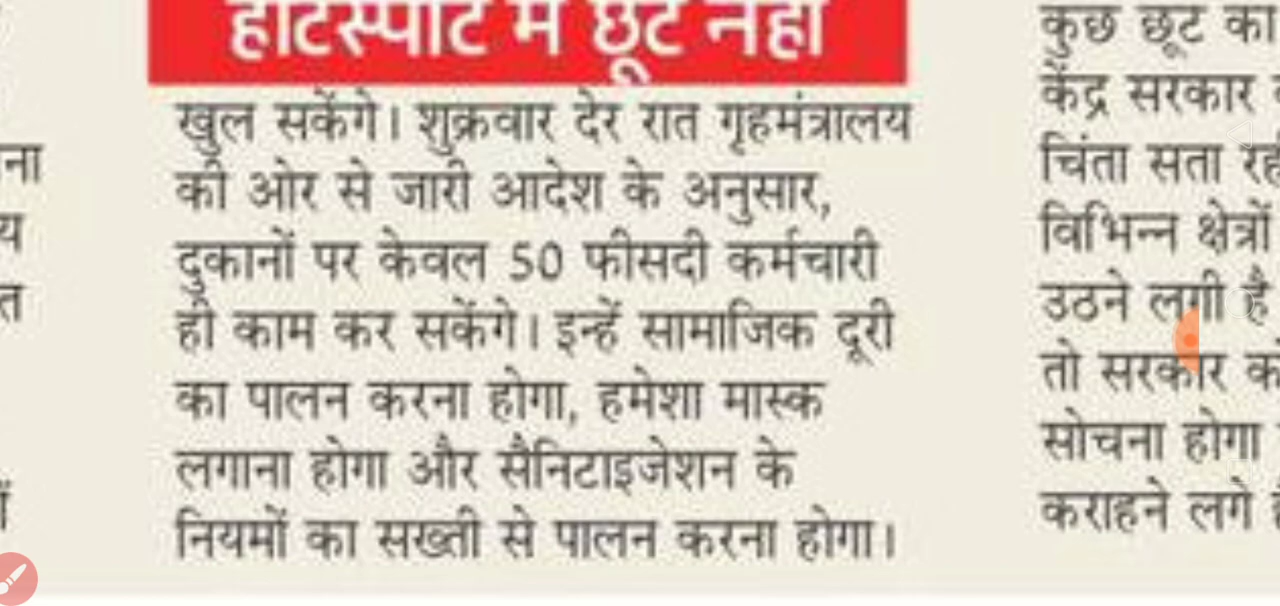 हॉटस्पॉट में छूट नहीं
खुल सकेंगे। शुक्रवार देर रात गृहमंत्रालय
की ओर से जारी आदेश के अनुसार,
दुकानों पर केवल 50 फीसदी कर्मचारी
ही काम कर सकेंगे। इन्हें सामाजिक दूरी
का पालन करना होगा, हमेशा मास्क
लगाना होगा और सैनिटाइजेशन के
नियमों का सख्ती से पालन करना होगा।
कुछ छूट का
केंद्र सरकार
चिंता सता
विभिन्न क्षेत्रों
उठने लगी है
तो सरकार
सोचना होगा
कराहने लगे